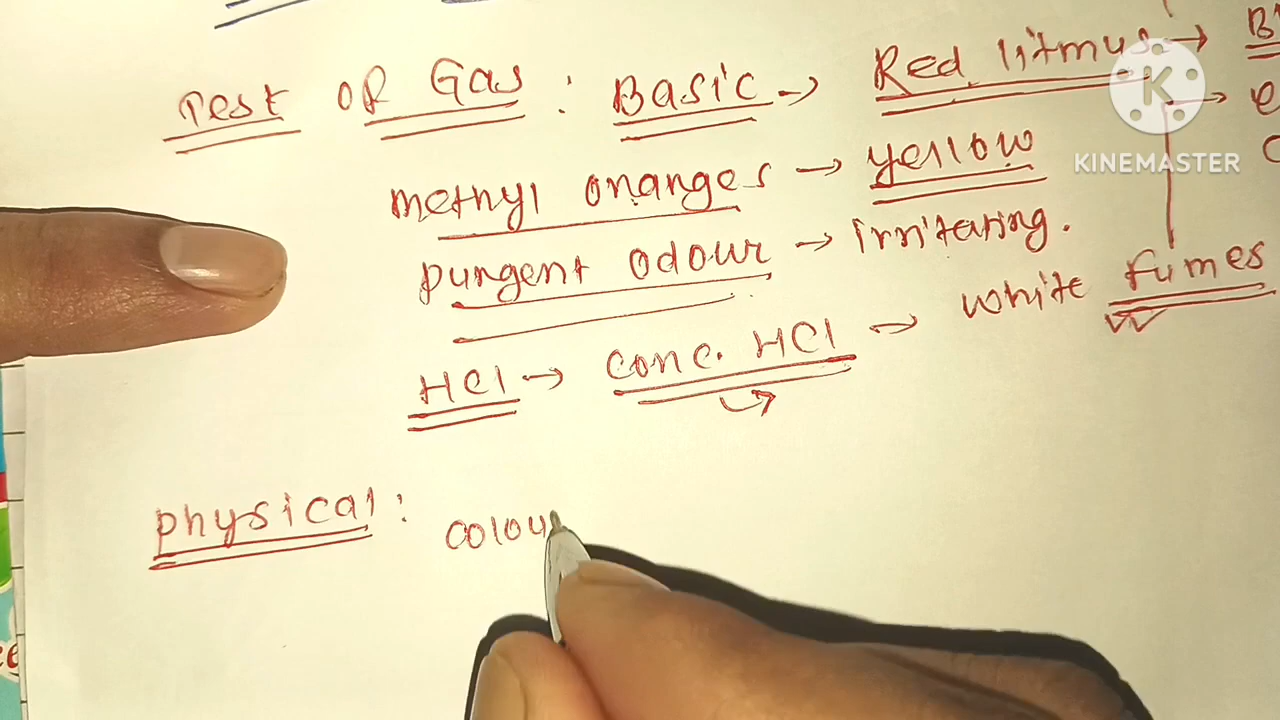 Test OR Gas : Basic → Red litmus →
methyl oranges → yellow
pungent odour → irritating.
HCl → conc. HCl → white fumes
physical : colou
KINEMASTER